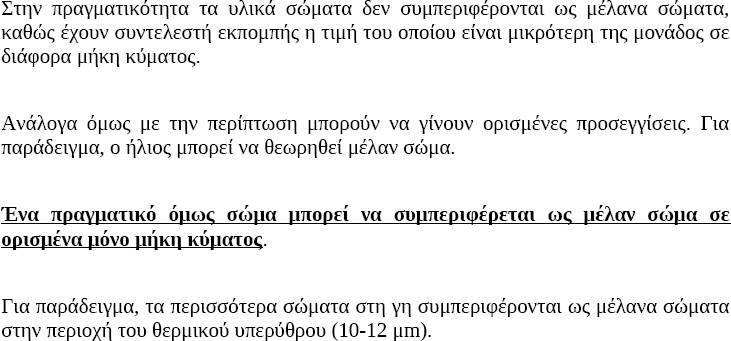 Στην πραγματικότητα τα υλικά σώματα δεν συμπεριφέρονται ως μέλανα σώματα,
καθώς έχουν συντελεστή εκπομπής η τιμή του οποίου είναι μικρότερη της μονάδος σε
διάφορα μήκη κύματος.
Ανάλογα όμως με την περίπτωση μπορούν να γίνουν ορισμένες προσεγγίσεις. Για
παράδειγμα, ο ήλιος μπορεί να θεωρηθεί μέλαν σώμα.
Ένα πραγματικό όμως σώμα μπορεί να συμπεριφέρεται ως μέλαν σώμα σε
ορισμένα μόνο μήκη κύματος.
Για παράδειγμα, τα περισσότερα σώματα στη γη συμπεριφέρονται ως μέλανα σώματα
στην περιοχή του θερμικού υπερύθρου (10-12 μm).